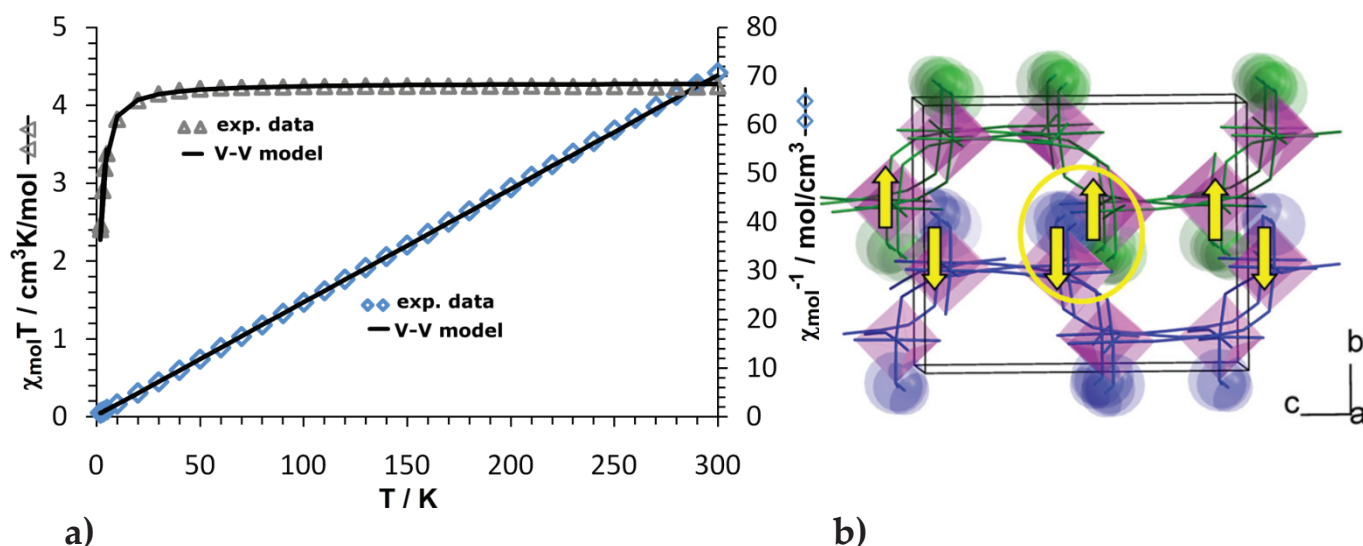 χmolT / cm³K/mol -△△-
5
4
3
2
1
0
exp. data
V–V model
exp. data
V–V model
0 50 100 150 200 250 300
T / K
80
70
60
50
40
30
20
10
0
χmol⁻¹ / mol/cm³ -◇-◇-
b
c
a
a)
b)